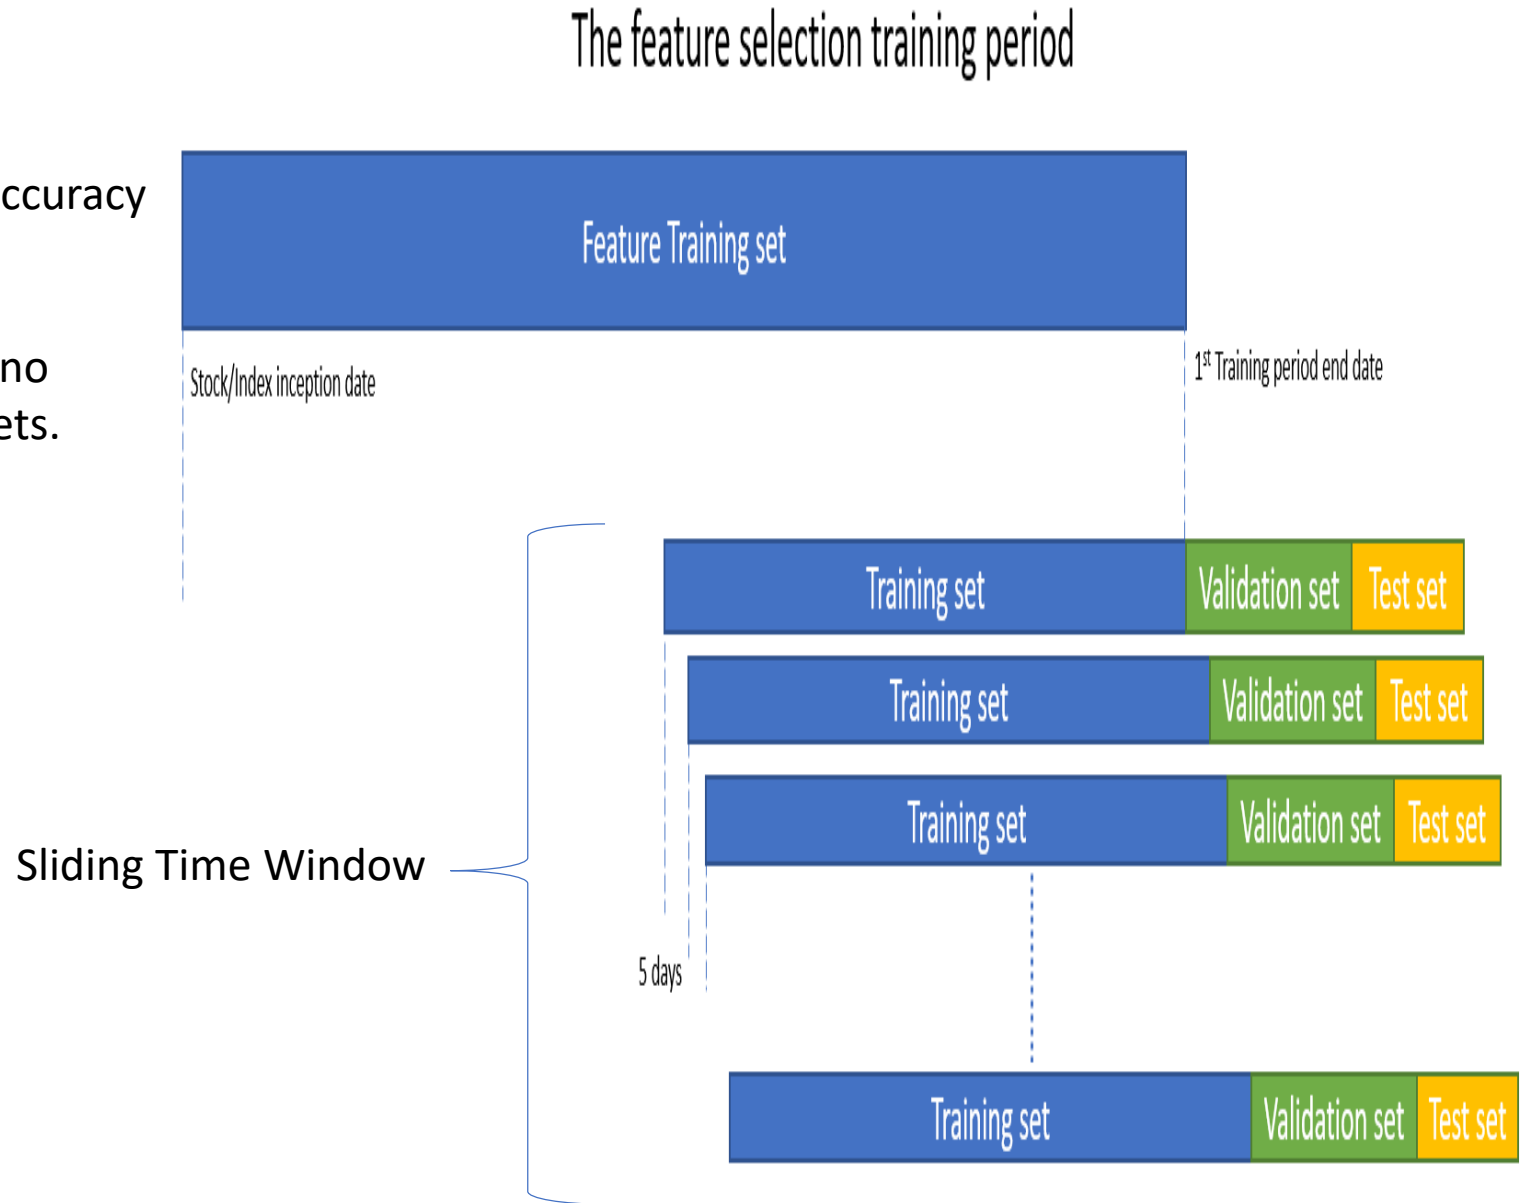 The feature selection training period
ccuracy
Feature Training set
no
ets.
Stock/Index inception date
1st Training period end date
Training set Validation set Test set
Training set Validation set Test set
Training set Validation set Test set
Sliding Time Window
5 days
Training set Validation set Test set